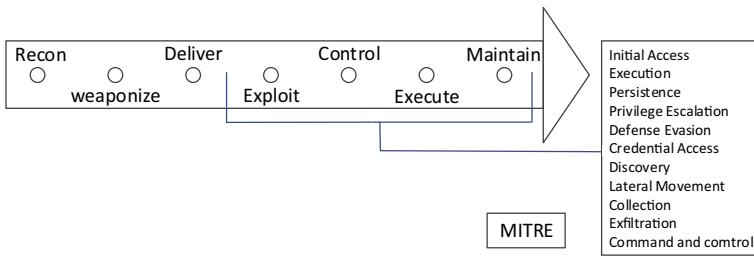 Recon
Deliver
Control
Maintain
weaponize
Exploit
Execute
Initial Access
Execution
Persistence
Privilege Escalation
Defense Evasion
Credential Access
Discovery
Lateral Movement
Collection
Exfiltration
Command and comtrol
MITRE